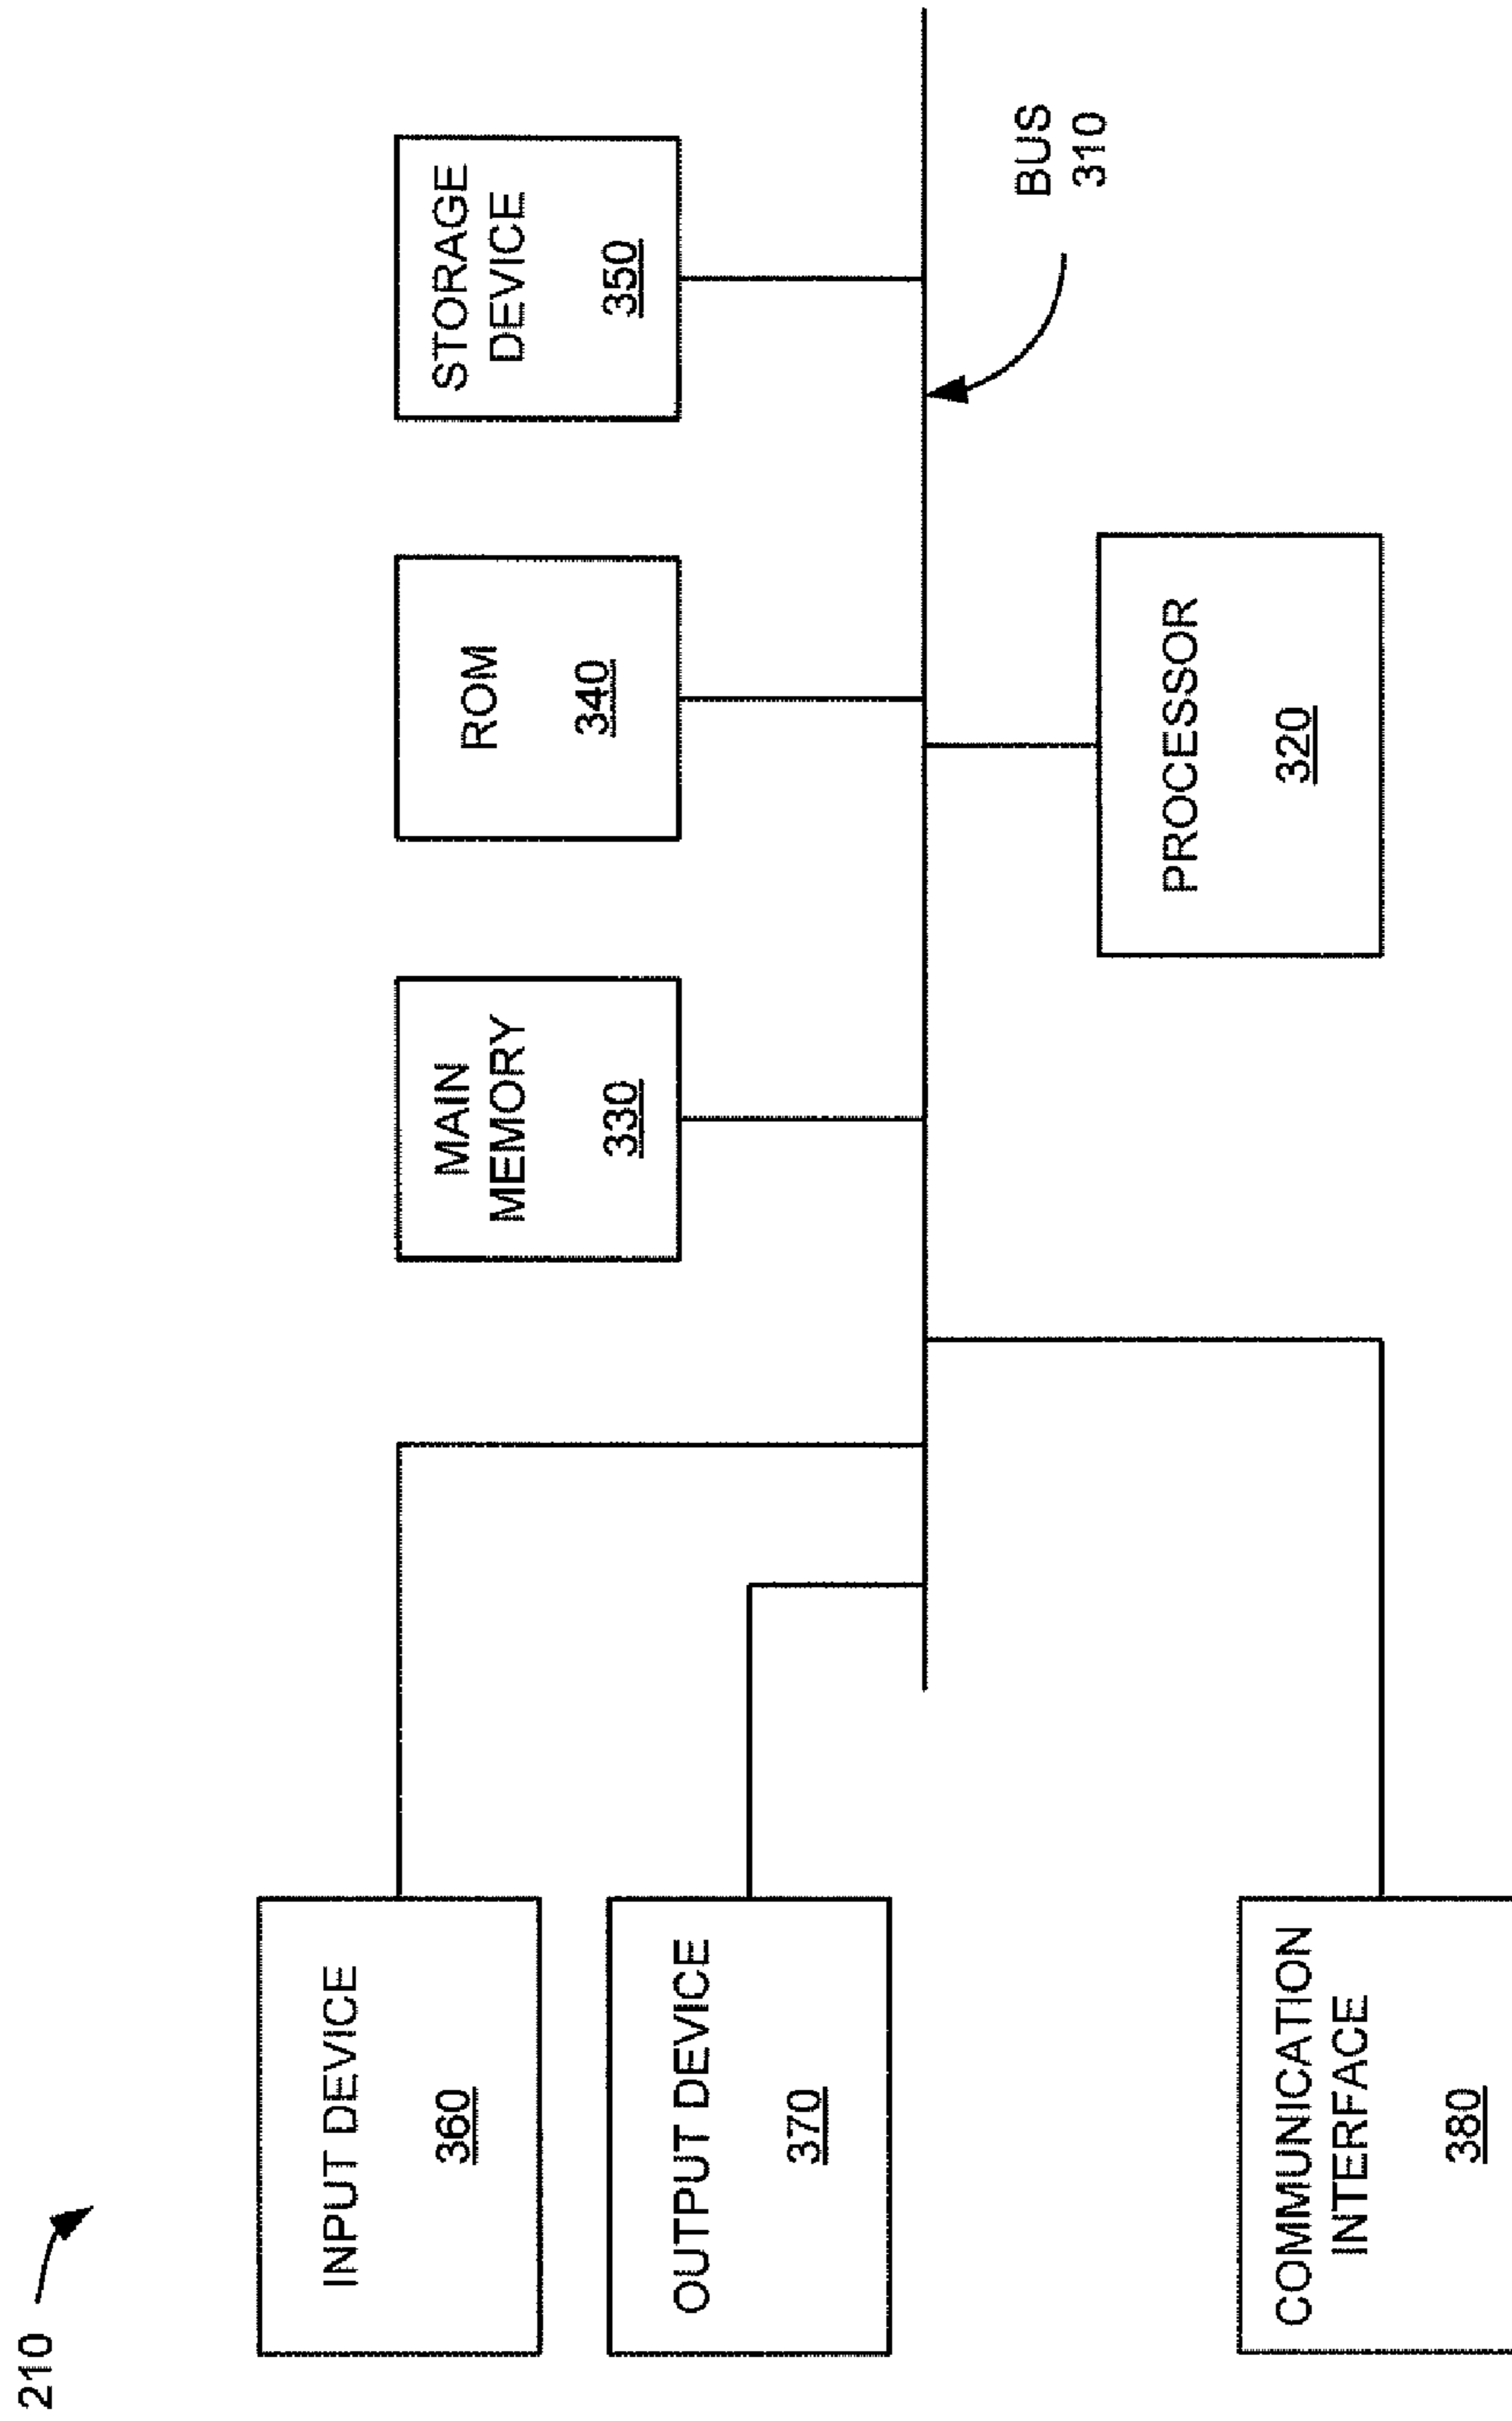 210
INPUT DEVICE
360
OUTPUT DEVICE
370
COMMUNICATION
INTERFACE
380
MAIN
MEMORY
330
ROM
340
STORAGE
DEVICE
350
PROCESSOR
320
BUS
310